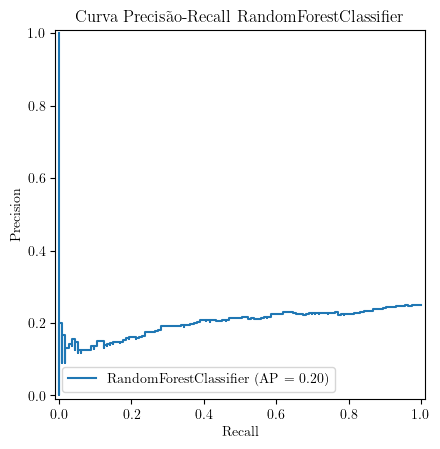 Curva Precisão-Recall RandomForestClassifier
1.0
0.8
0.6
0.4
0.2
0.0
Precision
RandomForestClassifier (AP = 0.20)
0.0 0.2 0.4 0.6 0.8 1.0
Recall